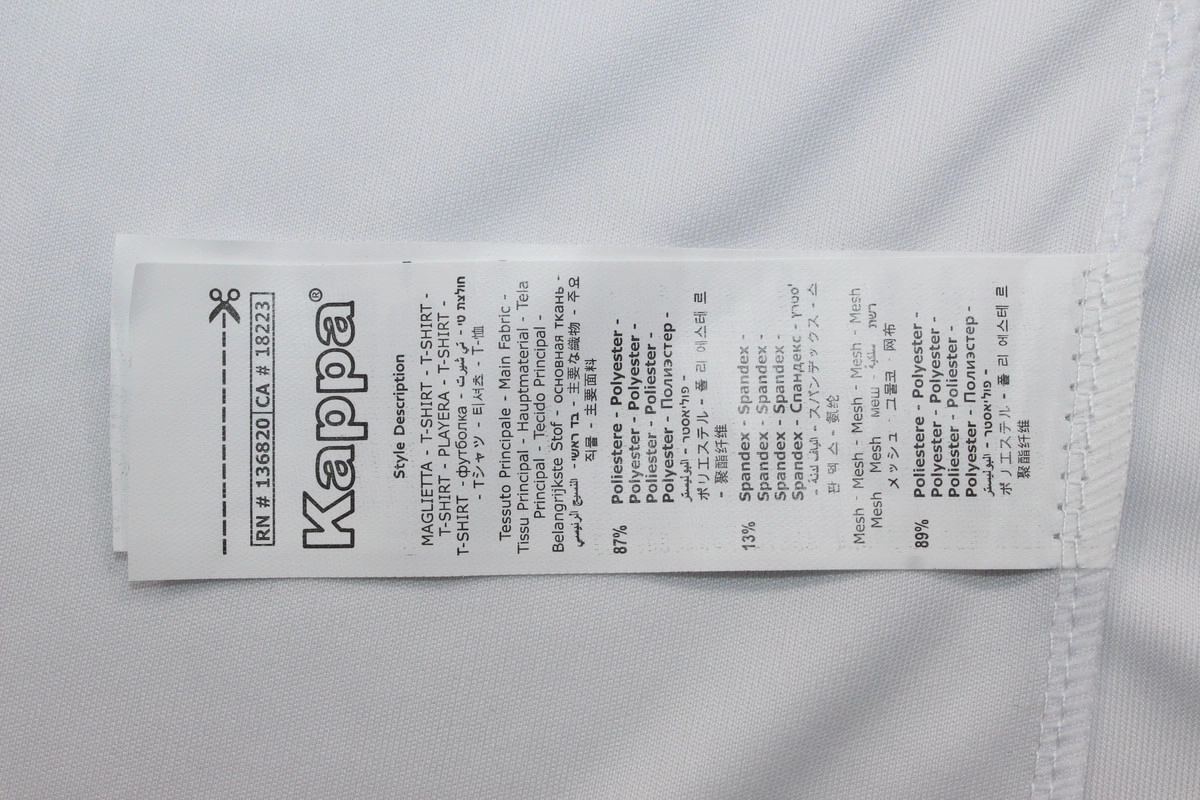 RN # 136820 CA # 18223
Kappa®
Style Description
MAGLIETTA - T-SHIRT - T-SHIRT -
T-SHIRT - PLAYERA - T-SHIRT -
T-SHIRT - футболка - تي شيرت - חולצת טי
- Tシャツ - 티셔츠 - T-恤
Tessuto Principale - Main Fabric -
Tissu Principal - Hauptmaterial - Tela
Principal - Tecido Principal -
Belangrijkste Stof - основная ткань -
النسيج الرئيسي - בד ראשי - 主要な織物 - 주요
직물 - 主要面料
87% Poliestere - Polyester -
Polyester - Polyester -
Poliester - Poliester -
Polyester - Полиэстер -
البوليستر - פוליאסטר -
ポリエステル - 폴 리 에스테 르
- 聚酯纤维
13% Spandex - Spandex -
Spandex - Spandex -
Spandex - Spandex -
Spandex - Спандекс -
- スパンデックス - 스
판 덱 스 - 氨纶
Mesh - Mesh - Mesh - Mesh - Mesh
Mesh Mesh меш רשת
メッシュ 그물코 网布
89% Poliestere - Polyester -
Polyester - Polyester -
Poliester - Poliester -
Polyester - Полиэстер -
البوليستر - פוליאסטר -
ポリエステル - 폴 리 에스테 르
聚酯纤维